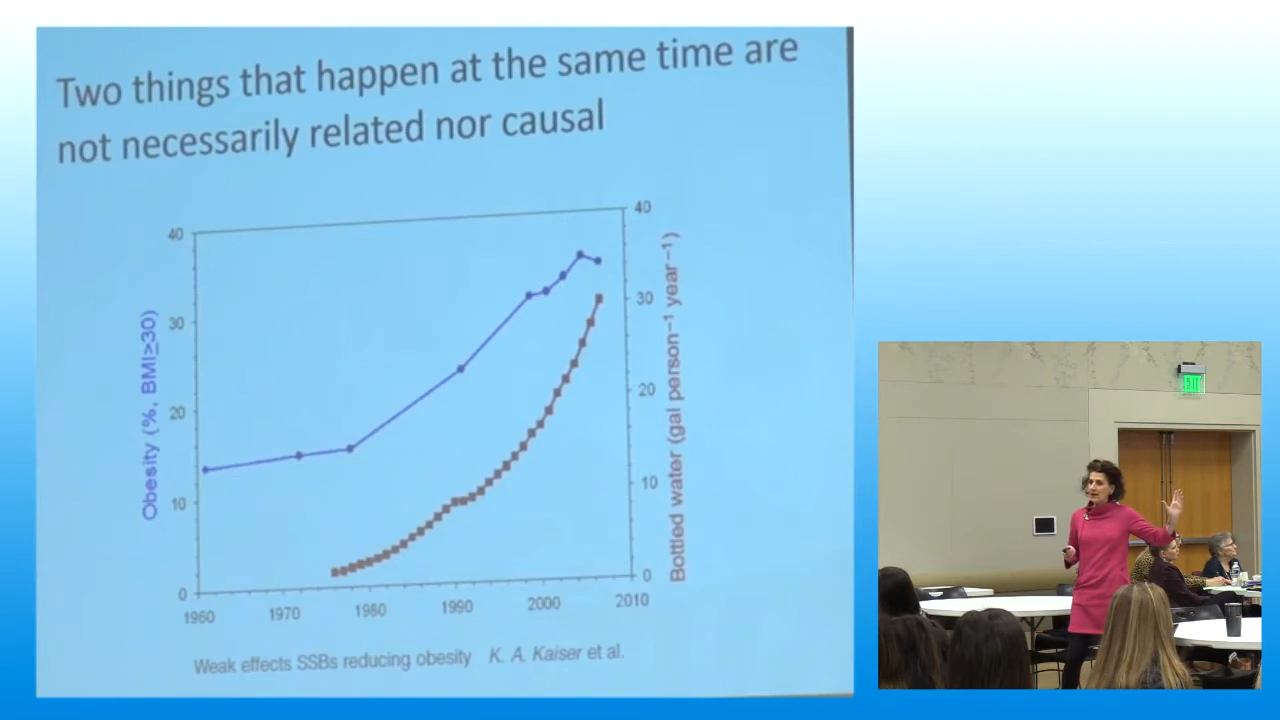 Two things that happen at the same time are
not necessarily related nor causal
40
30
20
10
0
Obesity (%, BMI≥30)
40
30
20
10
0
Bottled water (gal person⁻¹ year⁻¹)
1960 1970 1980 1990 2000 2010
Weak effects SSBs reducing obesity K. A. Kaiser et al.
EXIT